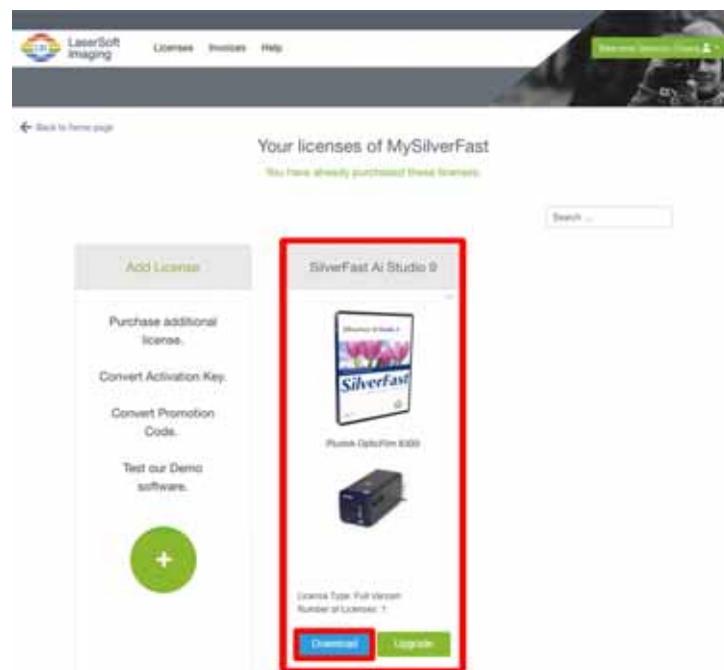 LaserSoft
Imaging
Licenses Invoices Help
Back to home page
Your licenses of MySilverFast
You have already purchased these licenses.
Search ...
Add License
SilverFast Ai Studio 9
Purchase additional
license.
Convert Activation Key.
Convert Promotion
Code.
Test our Demo
software.
SilverFast
Plustek OpticFilm 8300
License Type: Full Version
Number of Licenses: 1
Download Upgrade